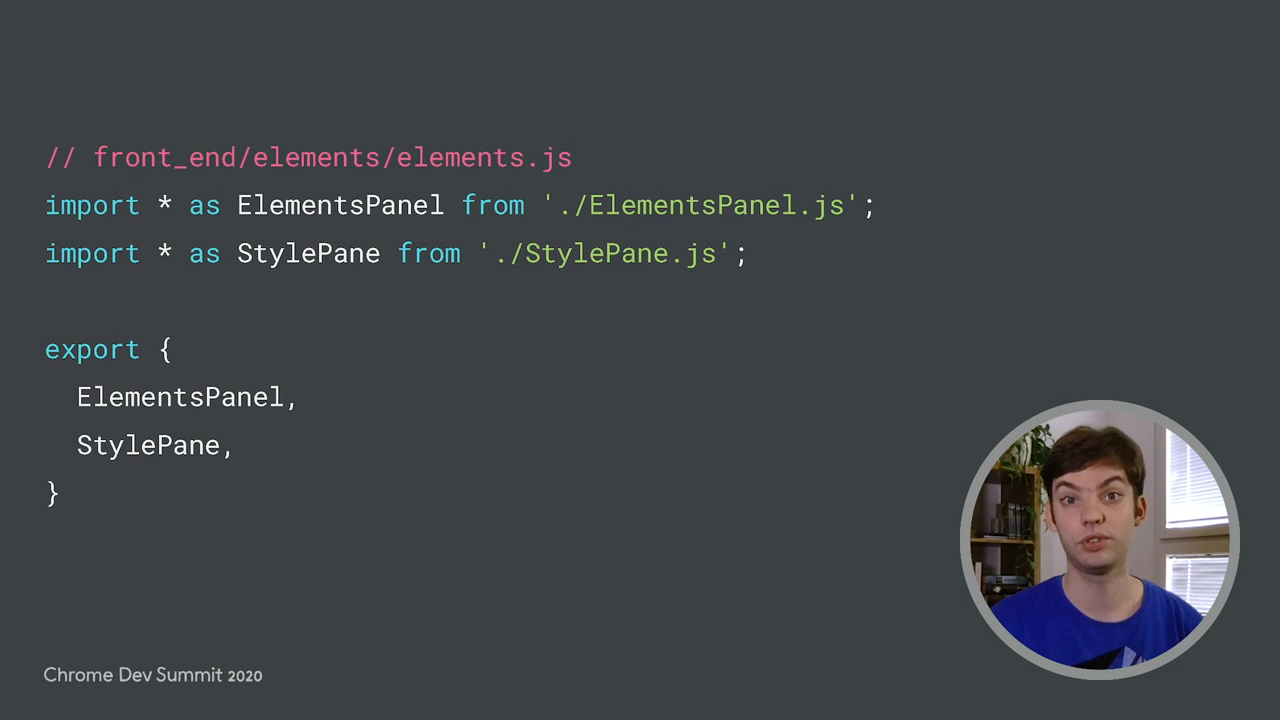 // front_end/elements/elements.js
import * as ElementsPanel from './ElementsPanel.js';
import * as StylePane from './StylePane.js';
export {
  ElementsPanel,
  StylePane,
}
Chrome Dev Summit 2020